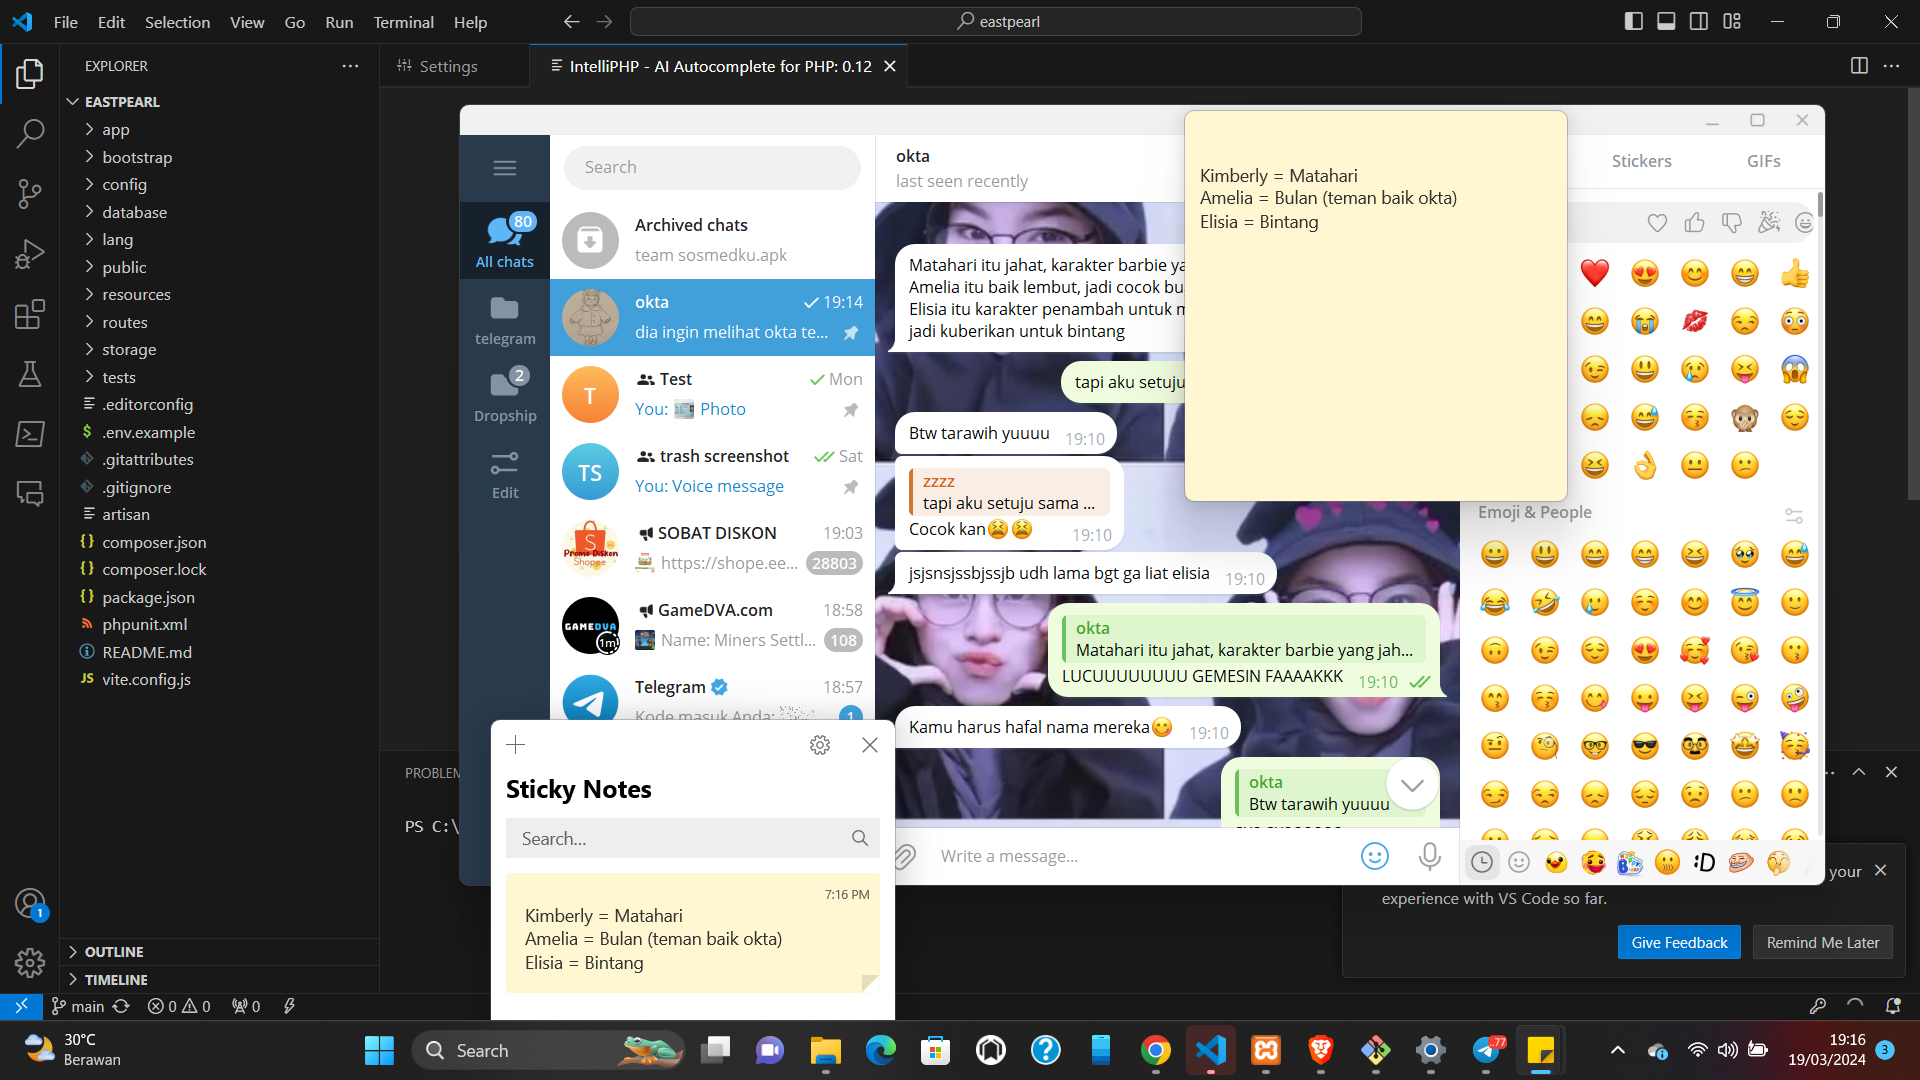 File Edit Selection View Go Run Terminal Help
eastpearl
EXPLORER
Settings
IntelliPHP - AI Autocomplete for PHP: 0.12
EASTPEARL
app
bootstrap
config
database
lang
public
resources
routes
storage
tests
.editorconfig
.env.example
.gitattributes
.gitignore
artisan
composer.json
composer.lock
package.json
phpunit.xml
README.md
JS vite.config.js
OUTLINE
TIMELINE
80
All chats
telegram
2
Dropship
Edit
Search
Archived chats
team sosmedku.apk
okta 19:14
dia ingin melihat okta te...
T
Test Mon
You: Photo
TS
trash screenshot Sat
You: Voice message
Promo Diskon
Shopee
SOBAT DISKON 19:03
https://shope.ee... 28803
GAMEDVA
1m
GameDVA.com 18:58
Name: Miners Settl... 108
Telegram 18:57
Kode masuk Anda: 1
okta
last seen recently
Matahari itu jahat, karakter barbie
Amelia itu baik lembut, jadi cocok
Elisia itu karakter penambah untuk
jadi kuberikan untuk bintang
tapi aku setuju
Btw tarawih yuuuu 19:10
zzzz
tapi aku setuju sama ...
Cocok kan😫😫 19:10
jsjsnsjssbjssjb udh lama bgt ga liat elisia 19:10
okta
Matahari itu jahat, karakter barbie yang jah...
LUCUUUUUUUU GEMESIN FAAAAKKK 19:10
Kamu harus hafal nama mereka😋 19:10
okta
Btw tarawih yuuuu
Write a message...
Kimberly = Matahari
Amelia = Bulan (teman baik okta)
Elisia = Bintang
Stickers GIFs
Emoji & People
:D
PROBLEM
PS C:\
Sticky Notes
Search...
7:16 PM
Kimberly = Matahari
Amelia = Bulan (teman baik okta)
Elisia = Bintang
your
experience with VS Code so far.
Give Feedback
Remind Me Later
1
main 0 0 0
30°C
Berawan
Search
77
19:16
19/03/2024
3